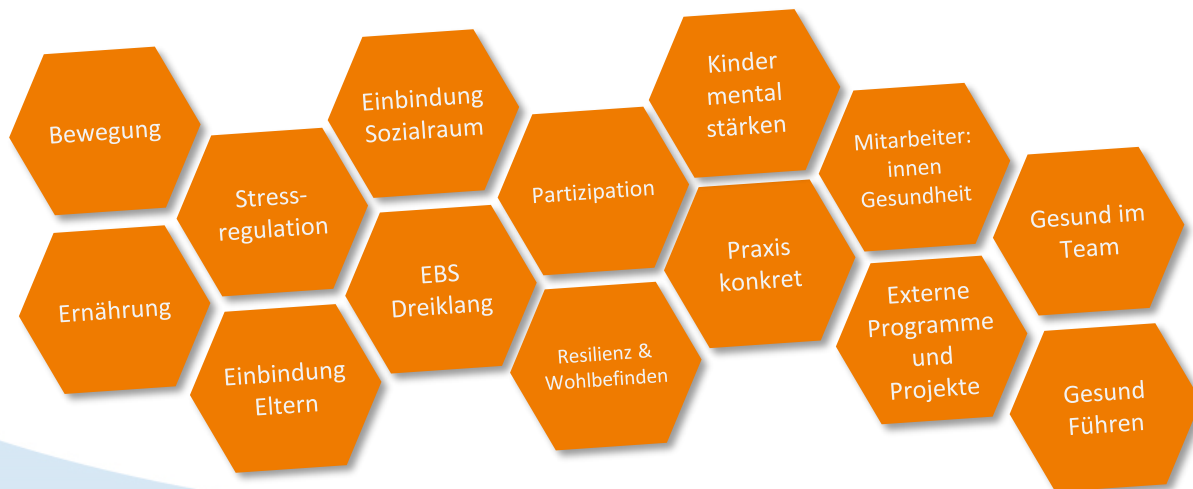 Bewegung
Ernährung
Stress-
regulation
Einbindung
Eltern
Einbindung
Sozialraum
EBS
Dreiklang
Partizipation
Resilienz &
Wohlbefinden
Kinder
mental
stärken
Praxis
konkret
Mitarbeiter:
innen
Gesundheit
Externe
Programme
und
Projekte
Gesund im
Team
Gesund
Führen